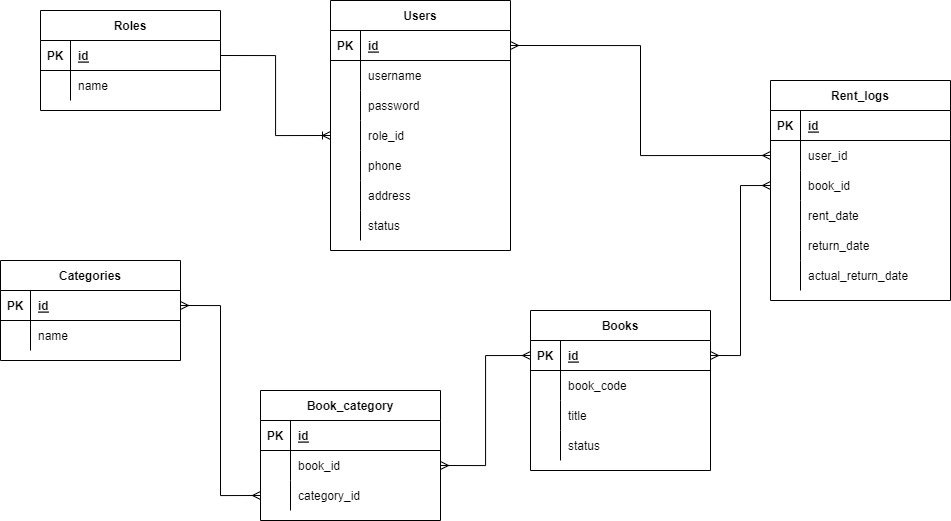 Roles
PK id
name
Users
PK id
username
password
role_id
phone
address
status
Rent_logs
PK id
user_id
book_id
rent_date
return_date
actual_return_date
Categories
PK id
name
Books
PK id
book_code
title
status
Book_category
PK id
book_id
category_id